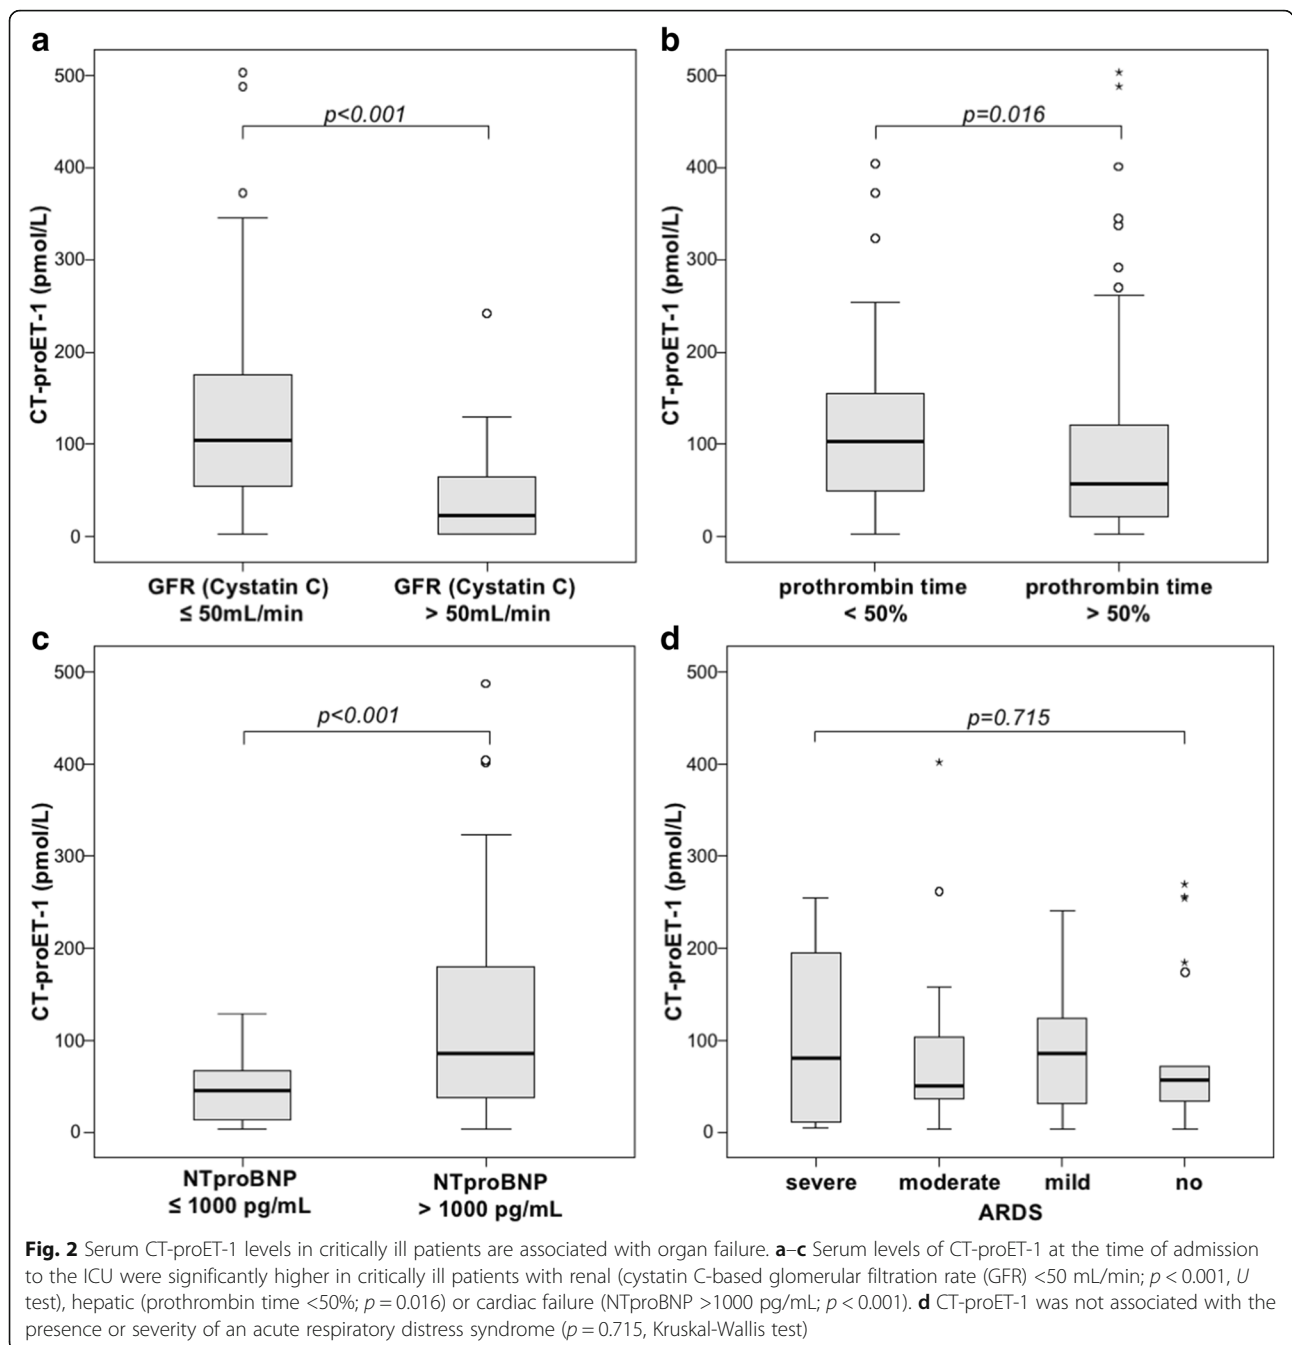 a
500
400
300
200
100
0
CT-proET-1 (pmol/L)
p<0.001
GFR (Cystatin C)
≤ 50mL/min
GFR (Cystatin C)
> 50mL/min
b
500
400
300
200
100
0
CT-proET-1 (pmol/L)
p=0.016
prothrombin time
< 50%
prothrombin time
> 50%
c
500
400
300
200
100
0
CT-proET-1 (pmol/L)
p<0.001
NTproBNP
≤ 1000 pg/mL
NTproBNP
> 1000 pg/mL
d
500
400
300
200
100
0
CT-proET-1 (pmol/L)
p=0.715
severe
moderate
mild
no
ARDS
Fig. 2 Serum CT-proET-1 levels in critically ill patients are associated with organ failure. a–c Serum levels of CT-proET-1 at the time of admission
to the ICU were significantly higher in critically ill patients with renal (cystatin C-based glomerular filtration rate (GFR) <50 mL/min; p < 0.001, U
test), hepatic (prothrombin time <50%; p = 0.016) or cardiac failure (NTproBNP >1000 pg/mL; p < 0.001). d CT-proET-1 was not associated with the
presence or severity of an acute respiratory distress syndrome (p = 0.715, Kruskal-Wallis test)